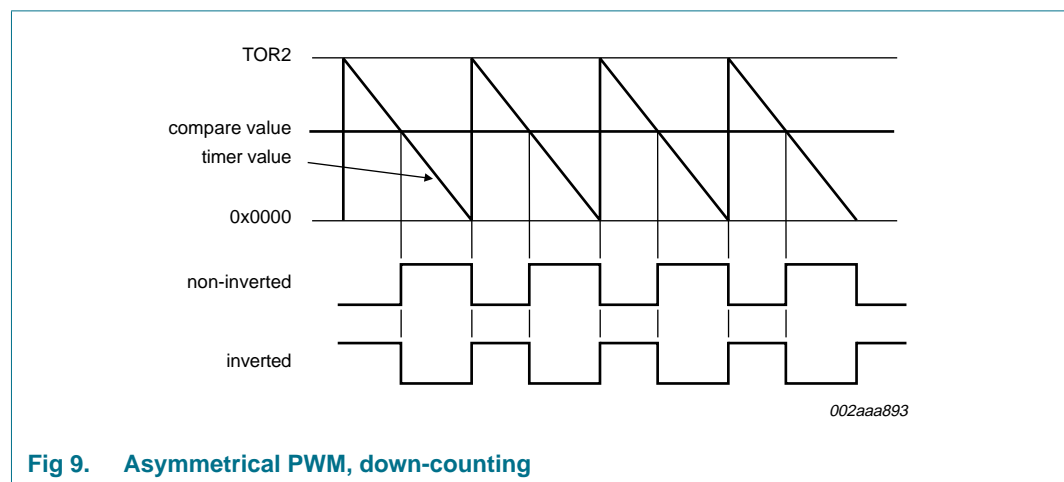 TOR2
compare value
timer value
0x0000
non-inverted
inverted
002aaa893
Fig 9. Asymmetrical PWM, down-counting